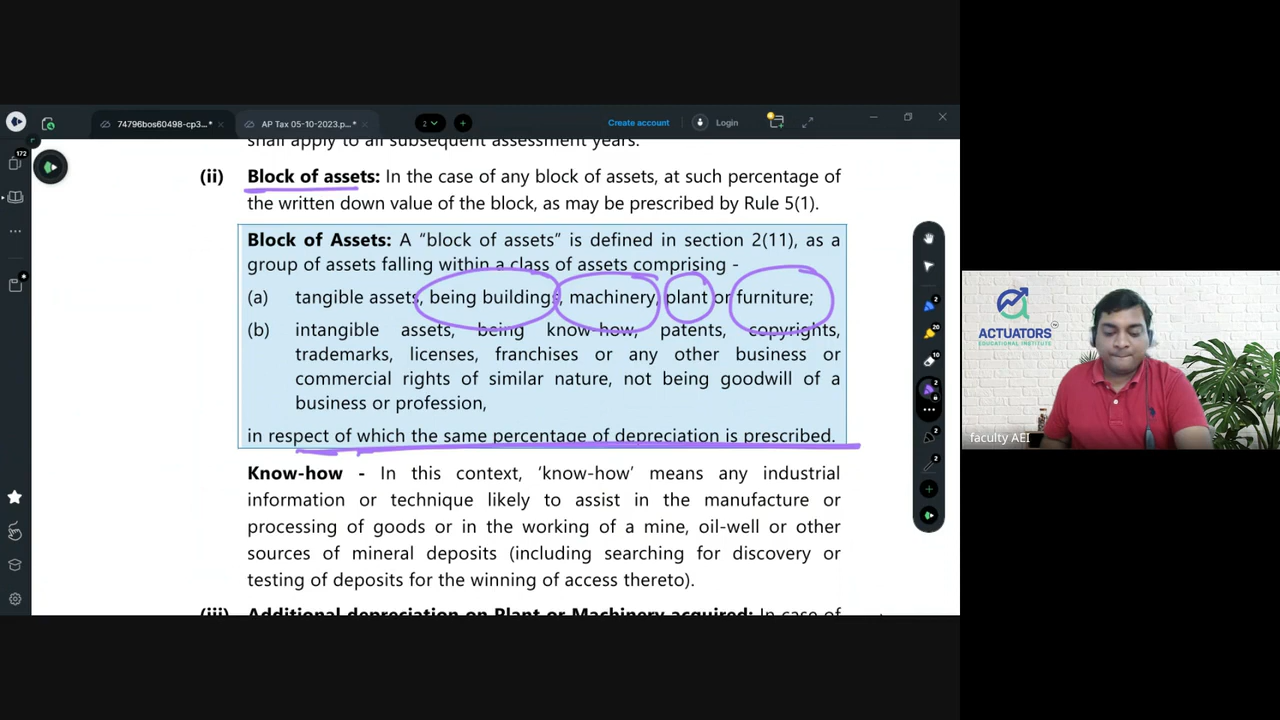 74796bos60498-cp3...*
AP Tax 05-10-2023.p...*
2
Create account
Login
172
shall apply to all subsequent assessment years.
(ii) Block of assets: In the case of any block of assets, at such percentage of
the written down value of the block, as may be prescribed by Rule 5(1).
Block of Assets: A “block of assets” is defined in section 2(11), as a
group of assets falling within a class of assets comprising -
(a) tangible assets, being buildings, machinery, plant or furniture;
(b) intangible assets, being know-how, patents, copyrights,
trademarks, licenses, franchises or any other business or
commercial rights of similar nature, not being goodwill of a
business or profession,
in respect of which the same percentage of depreciation is prescribed.
Know-how - In this context, ‘know-how’ means any industrial
information or technique likely to assist in the manufacture or
processing of goods or in the working of a mine, oil-well or other
sources of mineral deposits (including searching for discovery or
testing of deposits for the winning of access thereto).
(iii) Additional depreciation on Plant or Machinery acquired: In case of
2
20
10
2
2
2
ACTUATORS
EDUCATIONAL INSTITUTE
faculty AEI